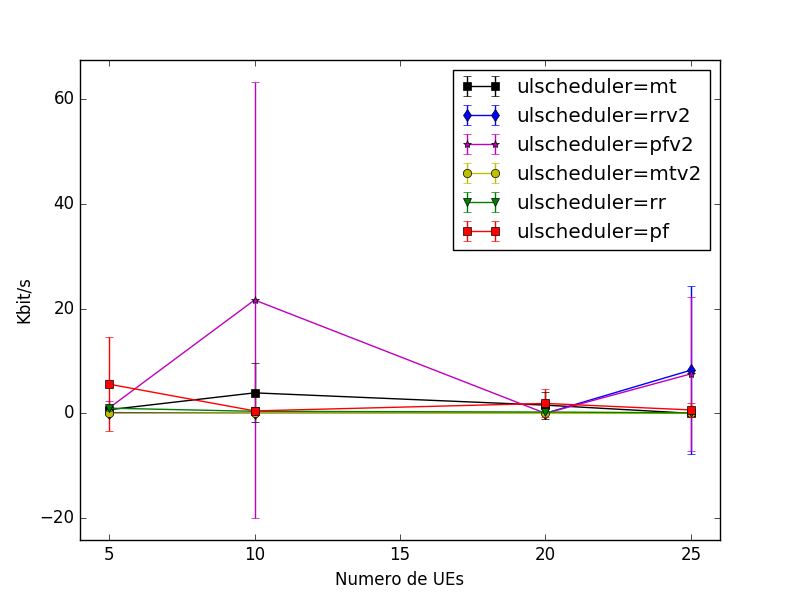 60
40
20
0
−20
Kbit/s
ulscheduler=mt
ulscheduler=rrv2
ulscheduler=pfv2
ulscheduler=mtv2
ulscheduler=rr
ulscheduler=pf
5 10 15 20 25
Numero de UEs